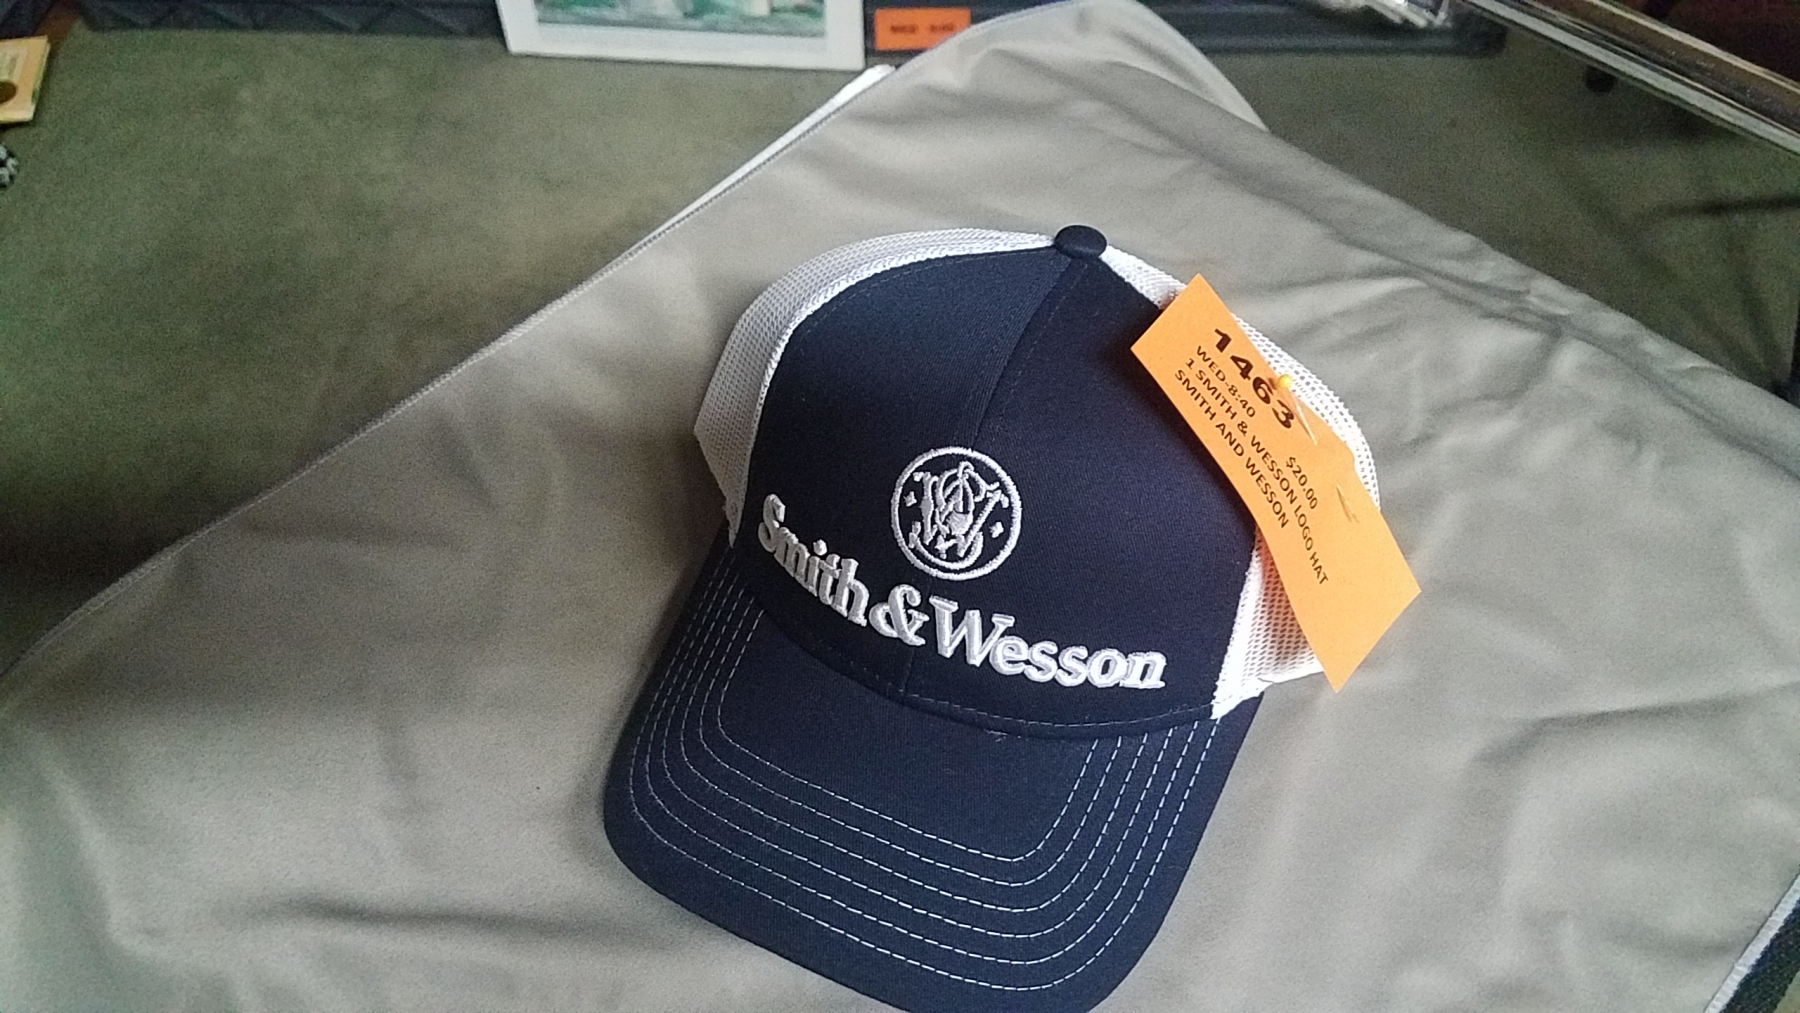 Smith & Wesson
1463
WED-8:40 $20.00
1 SMITH & WESSON LOGO HAT
SMITH AND WESSON